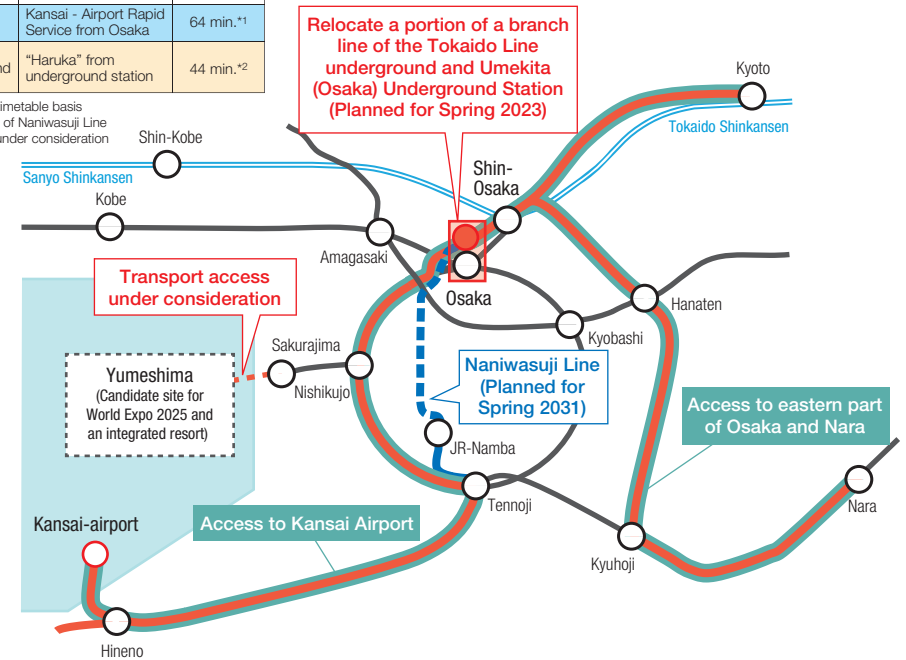 Kansai - Airport Rapid
Service from Osaka
64 min.*1
"Haruka" from
underground station
44 min.*2
imetable basis
of Naniwasuji Line
under consideration
Relocate a portion of a branch
line of the Tokaido Line
underground and Umekita
(Osaka) Underground Station
(Planned for Spring 2023)
Kyoto
Tokaido Shinkansen
Shin-Kobe
Sanyo Shinkansen
Shin-
Osaka
Kobe
Amagasaki
Osaka
Hanaten
Kyobashi
Transport access
under consideration
Sakurajima
Nishikujo
Yumeshima
(Candidate site for
World Expo 2025 and
an integrated resort)
Naniwasuji Line
(Planned for
Spring 2031)
Access to eastern part
of Osaka and Nara
JR-Namba
Tennoji
Nara
Kansai-airport
Access to Kansai Airport
Kyuhoji
Hineno